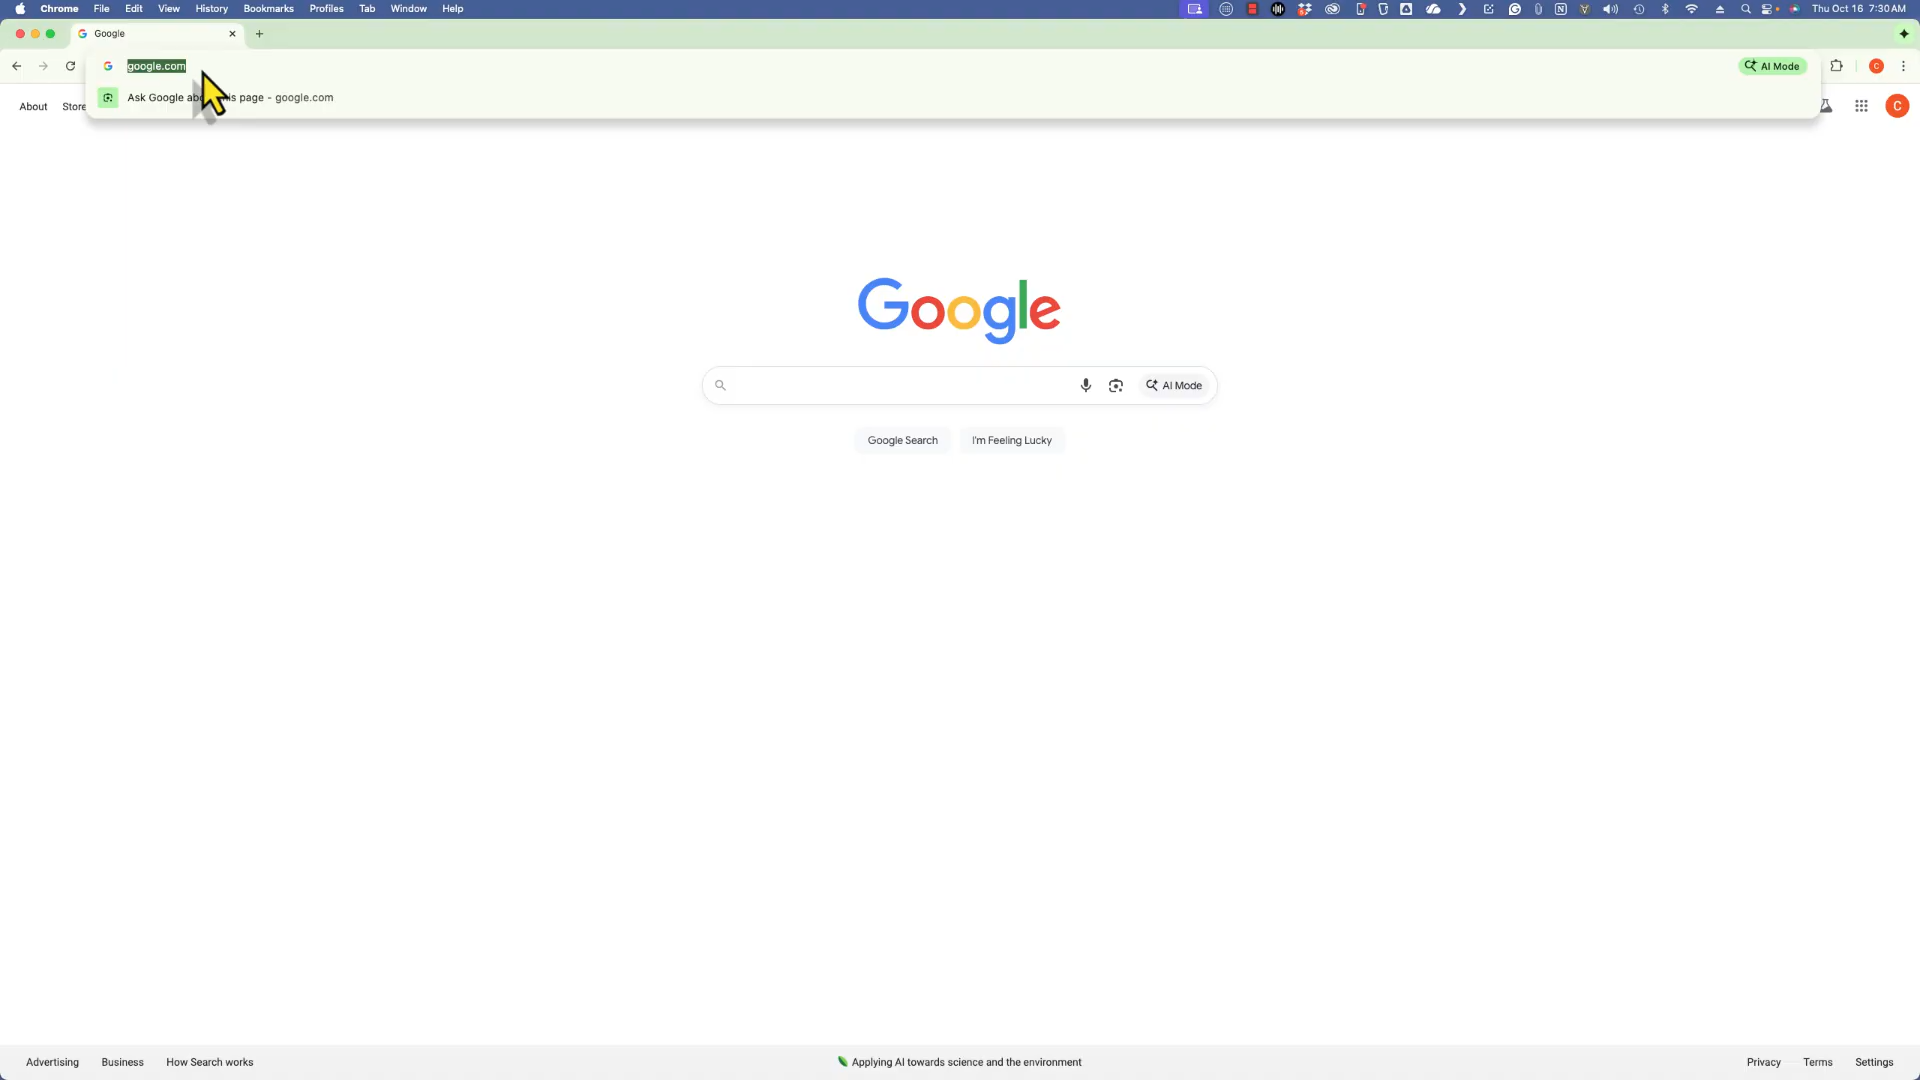 Chrome File Edit View History Bookmarks Profiles Tab Window Help Thu Oct 16 7:30 AM
Google
google.com AI Mode C
Ask Google page - google.com
About Store C
Google
AI Mode
Google Search I'm Feeling Lucky
Advertising Business How Search works Applying AI towards science and the environment Privacy Terms Settings